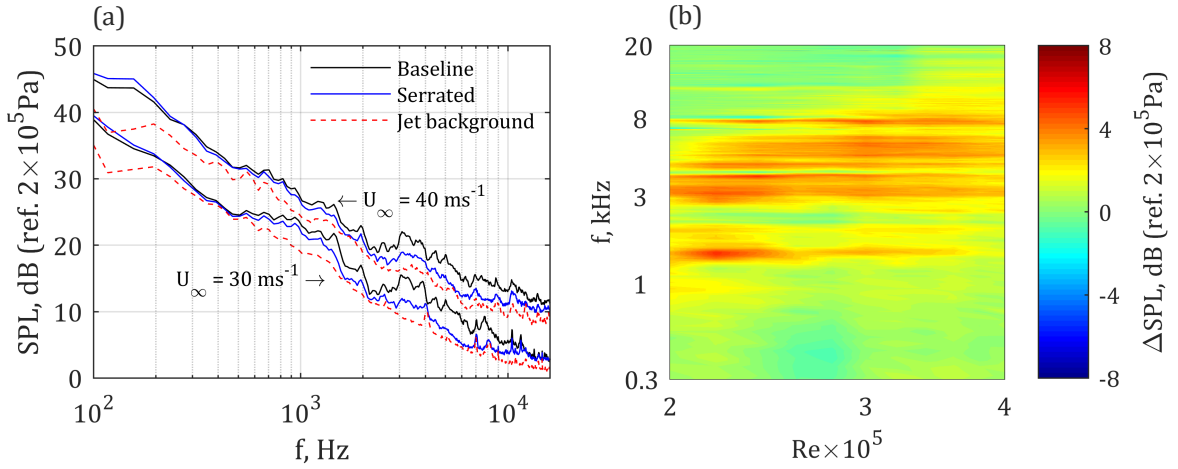 (a)
50
40
30
20
10
0
SPL, dB (ref. 2×10⁵Pa)
Baseline
Serrated
Jet background
← U∞ = 40 ms⁻¹
U∞ = 30 ms⁻¹ →
10² 10³ 10⁴
f, Hz
(b)
20
8
3
1
0.3
f, kHz
2 3 4
Re×10⁵
8
4
0
-4
-8
ΔSPL, dB (ref. 2×10⁵Pa)